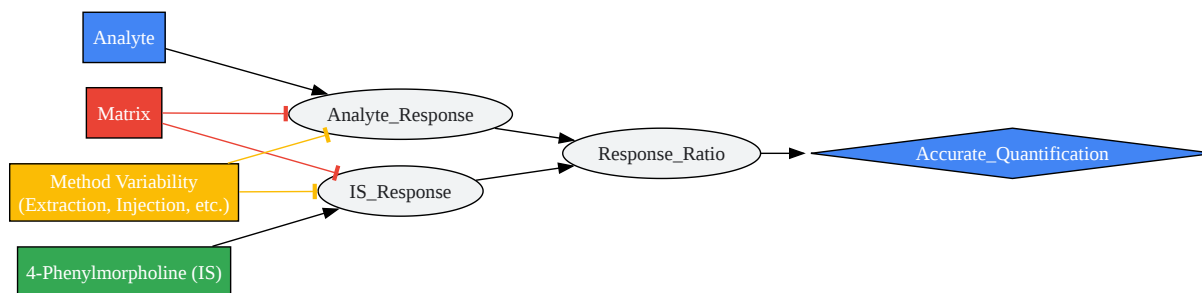 Analyte
Matrix
Analyte_Response
Response_Ratio
Accurate_Quantification
Method Variability
(Extraction, Injection, etc.)
IS_Response
4-Phenylmorpholine (IS)